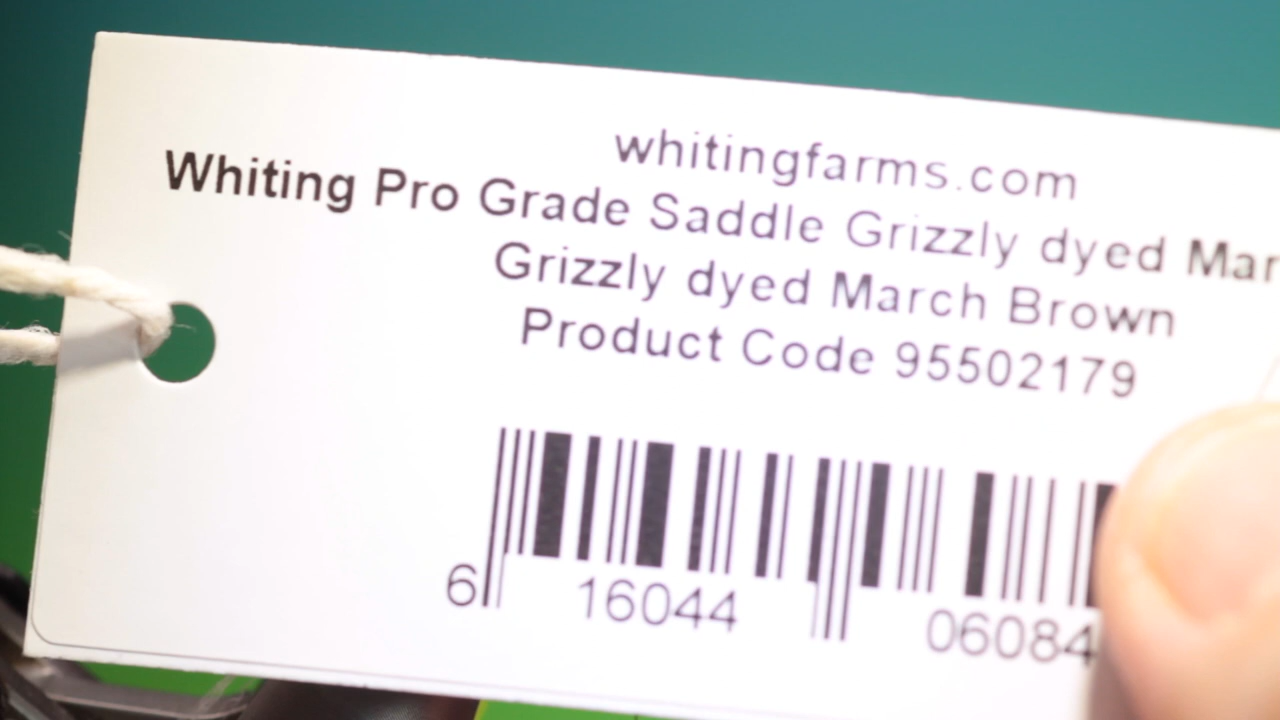 whitingfarms.com
Whiting Pro Grade Saddle Grizzly dyed Mar
Grizzly dyed March Brown
Product Code 95502179
6 16044 06084